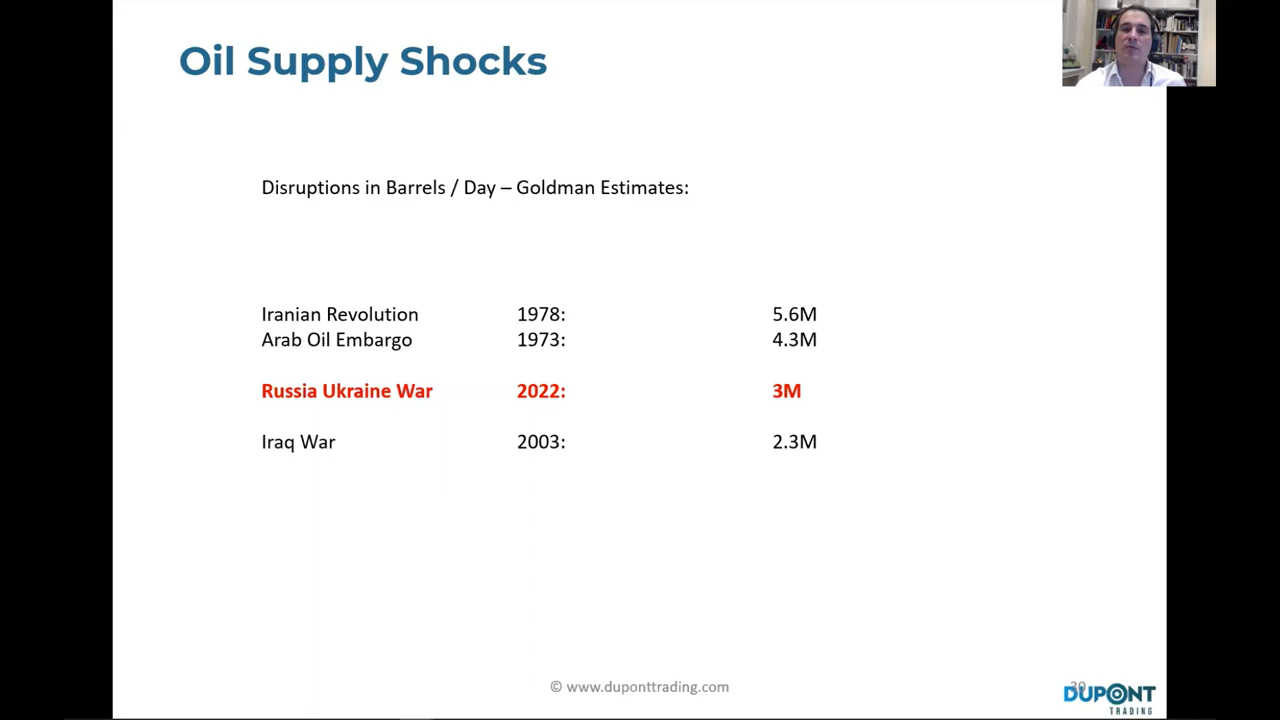 Oil Supply Shocks
Disruptions in Barrels / Day – Goldman Estimates:
Iranian Revolution 1978: 5.6M
Arab Oil Embargo 1973: 4.3M
Russia Ukraine War 2022: 3M
Iraq War 2003: 2.3M
© www.duponttrading.com
DUPONT
TRADING